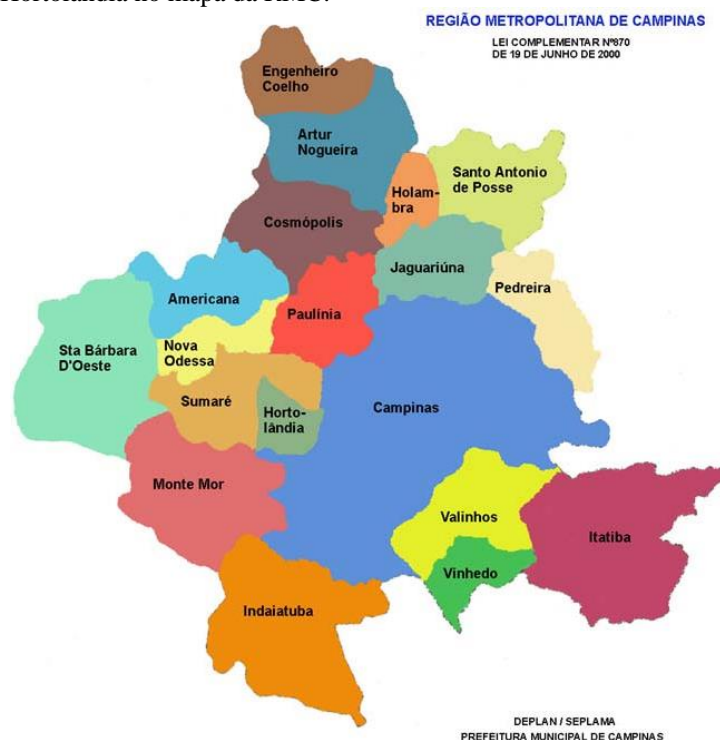 Hortolândia no mapa da RMC.
REGIÃO METROPOLITANA DE CAMPINAS
LEI COMPLEMENTAR Nº870
DE 19 DE JUNHO DE 2000
Engenheiro
Coelho
Artur
Nogueira
Santo Antonio
de Posse
Holam-
bra
Cosmópolis
Jaguariúna
Pedreira
Americana
Paulínia
Nova
Odessa
Sta Bárbara
D'Oeste
Sumaré
Horto-
lândia
Campinas
Monte Mor
Valinhos
Itatiba
Vinhedo
Indaiatuba
DEPLAN / SEPLAMA
PREFEITURA MUNICIPAL DE CAMPINAS